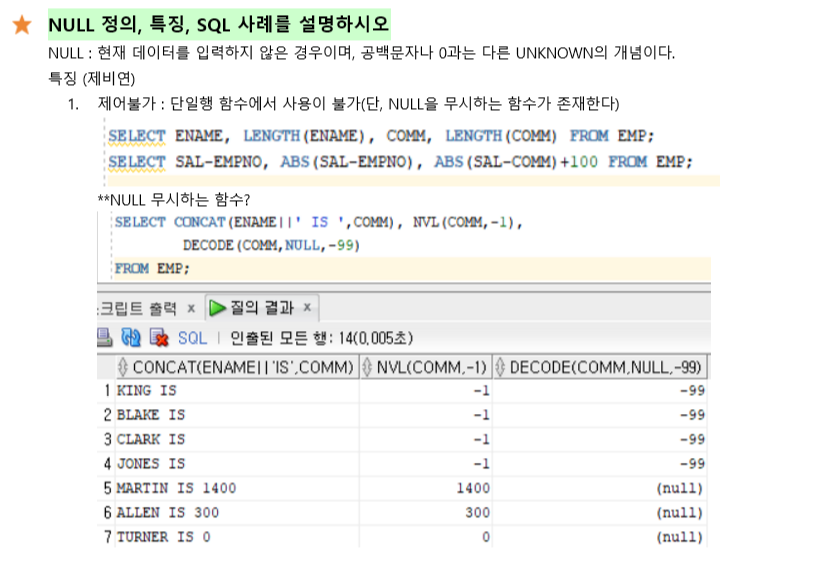 NULL 정의, 특징, SQL 사례를 설명하시오
NULL : 현재 데이터를 입력하지 않은 경우이며, 공백문자나 0과는 다른 UNKNOWN의 개념이다.
특징 (제비연)
1. 제어불가 : 단일행 함수에서 사용이 불가(단, NULL을 무시하는 함수가 존재한다)
SELECT ENAME, LENGTH(ENAME), COMM, LENGTH(COMM) FROM EMP;
SELECT SAL-EMPNO, ABS(SAL-EMPNO), ABS(SAL-COMM)+100 FROM EMP;
**NULL 무시하는 함수?
SELECT CONCAT(ENAME||' IS ',COMM), NVL(COMM,-1),
DECODE(COMM,NULL,-99)
FROM EMP;
스크립트 출력 x 질의 결과 x
SQL | 인출된 모든 행: 14(0,005초)
CONCAT(ENAME||'IS',COMM) NVL(COMM,-1) DECODE(COMM,NULL,-99)
1 KING IS -1 -99
2 BLAKE IS -1 -99
3 CLARK IS -1 -99
4 JONES IS -1 -99
5 MARTIN IS 1400 1400 (null)
6 ALLEN IS 300 300 (null)
7 TURNER IS 0 0 (null)